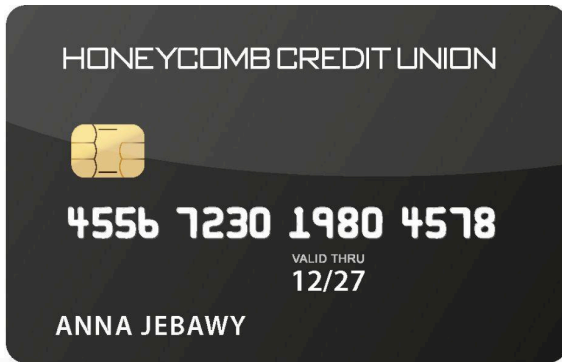 HONEYCOMB CREDIT UNION
4556 7230 1980 4578
VALID THRU
12/27
ANNA JEBAWY